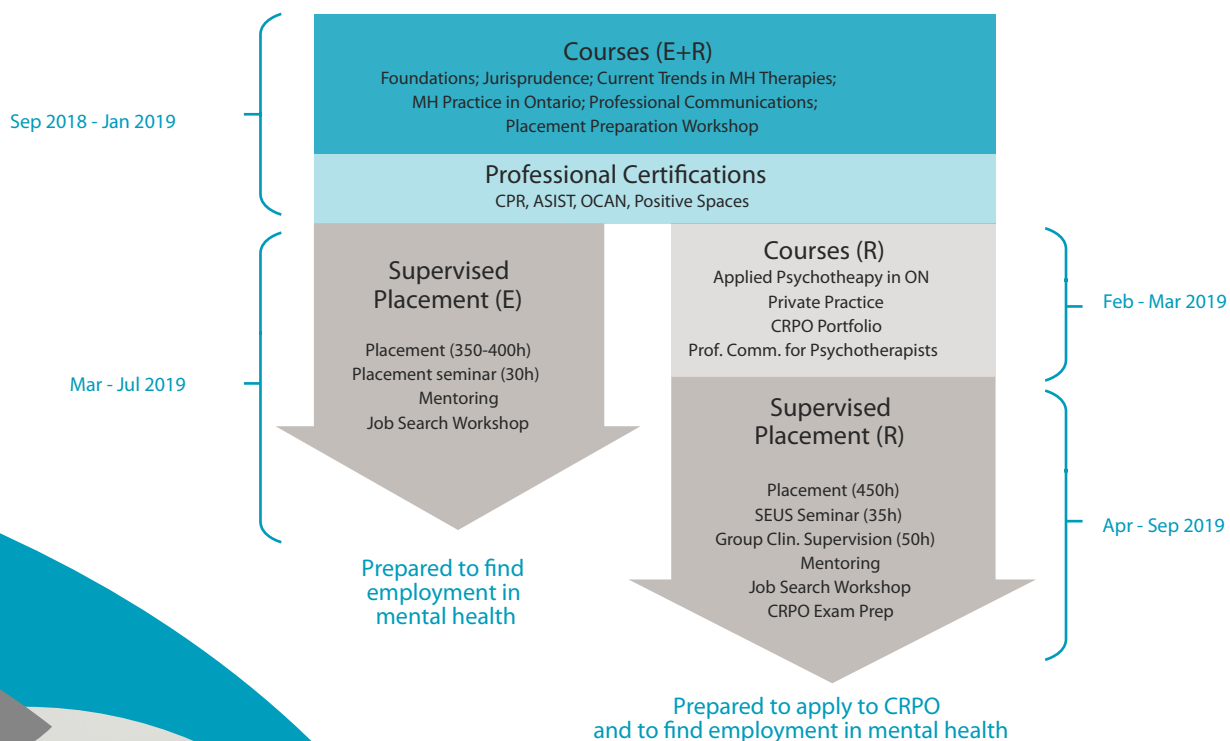 Courses (E+R)
Foundations; Jurisprudence; Current Trends in MH Therapies;
MH Practice in Ontario; Professional Communications;
Placement Preparation Workshop
Sep 2018 - Jan 2019
Professional Certifications
CPR, ASIST, OCAN, Positive Spaces
Supervised
Placement (E)
Placement (350-400h)
Placement seminar (30h)
Mentoring
Job Search Workshop
Mar - Jul 2019
Prepared to find
employment in
mental health
Courses (R)
Applied Psychotheapy in ON
Private Practice
CRPO Portfolio
Prof. Comm. for Psychotherapists
Feb - Mar 2019
Supervised
Placement (R)
Placement (450h)
SEUS Seminar (35h)
Group Clin. Supervision (50h)
Mentoring
Job Search Workshop
CRPO Exam Prep
Apr - Sep 2019
Prepared to apply to CRPO
and to find employment in mental health